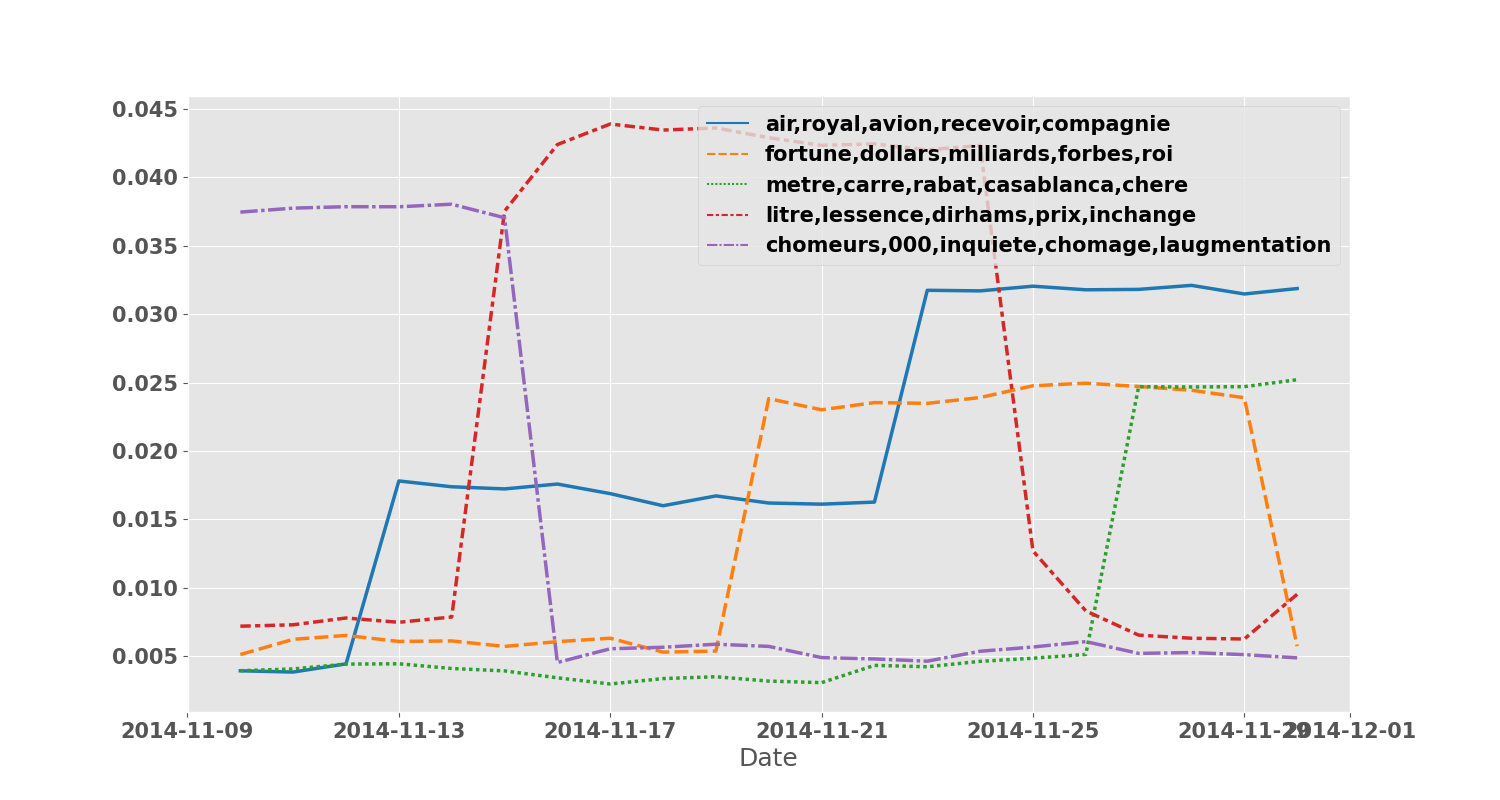 0.045
0.040
0.035
0.030
0.025
0.020
0.015
0.010
0.005
air,royal,avion,recevoir,compagnie
fortune,dollars,milliards,forbes,roi
metre,carre,rabat,casablanca,chere
litre,lessence,dirhams,prix,inchange
chomeurs,000,inquiete,chomage,laugmentation
2014-11-09 2014-11-13 2014-11-17 2014-11-21 2014-11-25 2014-11-29 2014-12-01
Date